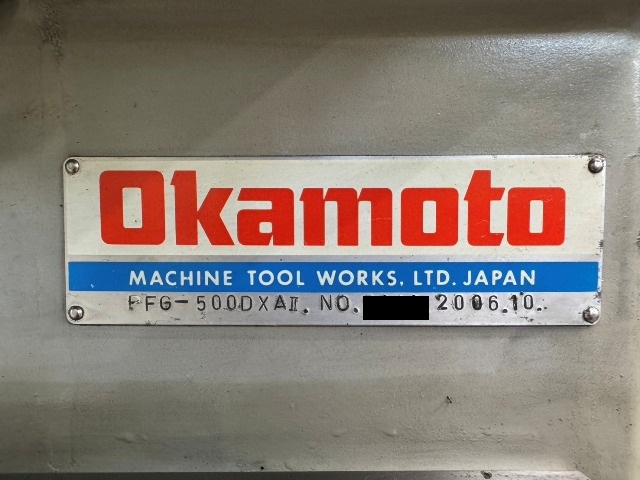 Okamoto
MACHINE TOOL WORKS, LTD. JAPAN
PFG-500DXAⅡ. NO. 2006.10.